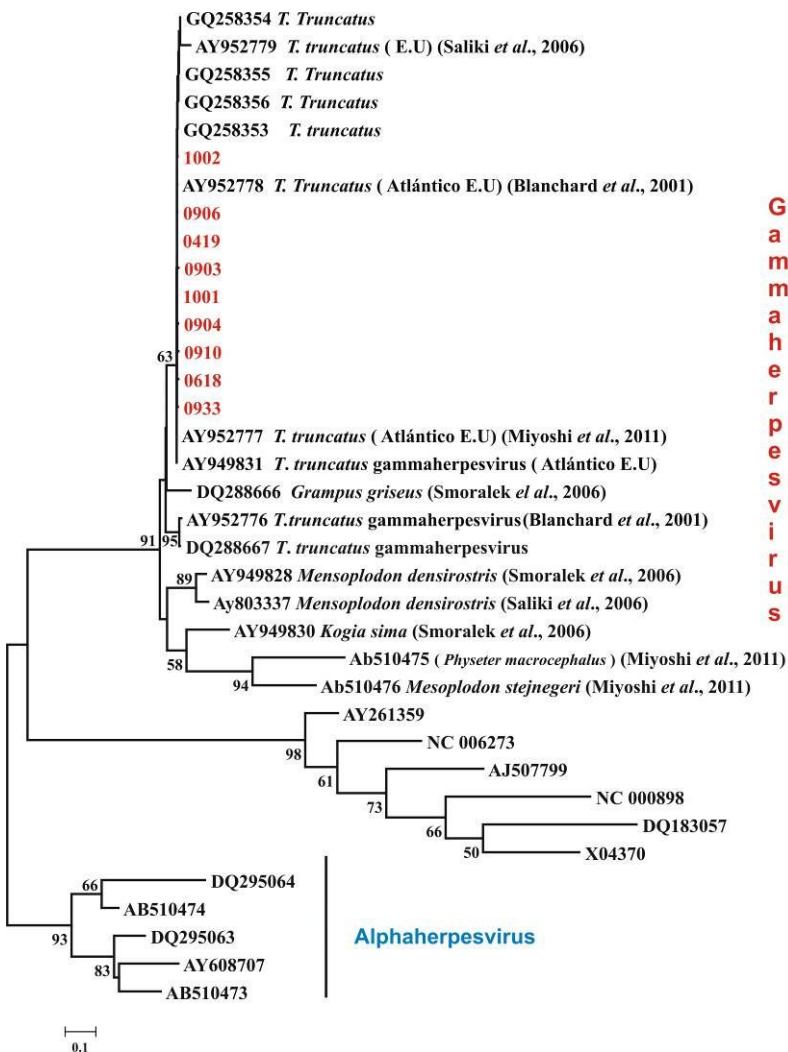 GQ258354 T. Truncatus
AY952779 T. truncatus ( E.U) (Saliki et al., 2006)
GQ258355 T. Truncatus
GQ258356 T. Truncatus
GQ258353 T. truncatus
1002
AY952778 T. Truncatus ( Atlántico E.U) (Blanchard et al., 2001)
0906
0419
0903
1001
0904
0910
63
0618
0933
AY952777 T. truncatus ( Atlántico E.U) (Miyoshi et al., 2011)
AY949831 T. truncatus gammaherpesvirus ( Atlántico E.U)
DQ288666 Grampus griseus (Smoralek el al., 2006)
AY952776 T.truncatus gammaherpesvirus(Blanchard et al., 2001)
91 95
DQ288667 T. truncatus gammaherpesvirus
89
AY949828 Mensoplodon densirostris (Smoralek et al., 2006)
Ay803337 Mensoplodon densirostris (Saliki et al., 2006)
AY949830 Kogia sima (Smoralek et al., 2006)
58
Ab510475 ( Physeter macrocephalus ) (Miyoshi et al., 2011)
94
Ab510476 Mesoplodon stejnegeri (Miyoshi et al., 2011)
Gammaherpesvirus
AY261359
98
NC 006273
61
AJ507799
73
NC 000898
66
DQ183057
50
X04370
66
DQ295064
AB510474
93
DQ295063
83
AY608707
AB510473
Alphaherpesvirus
0.1